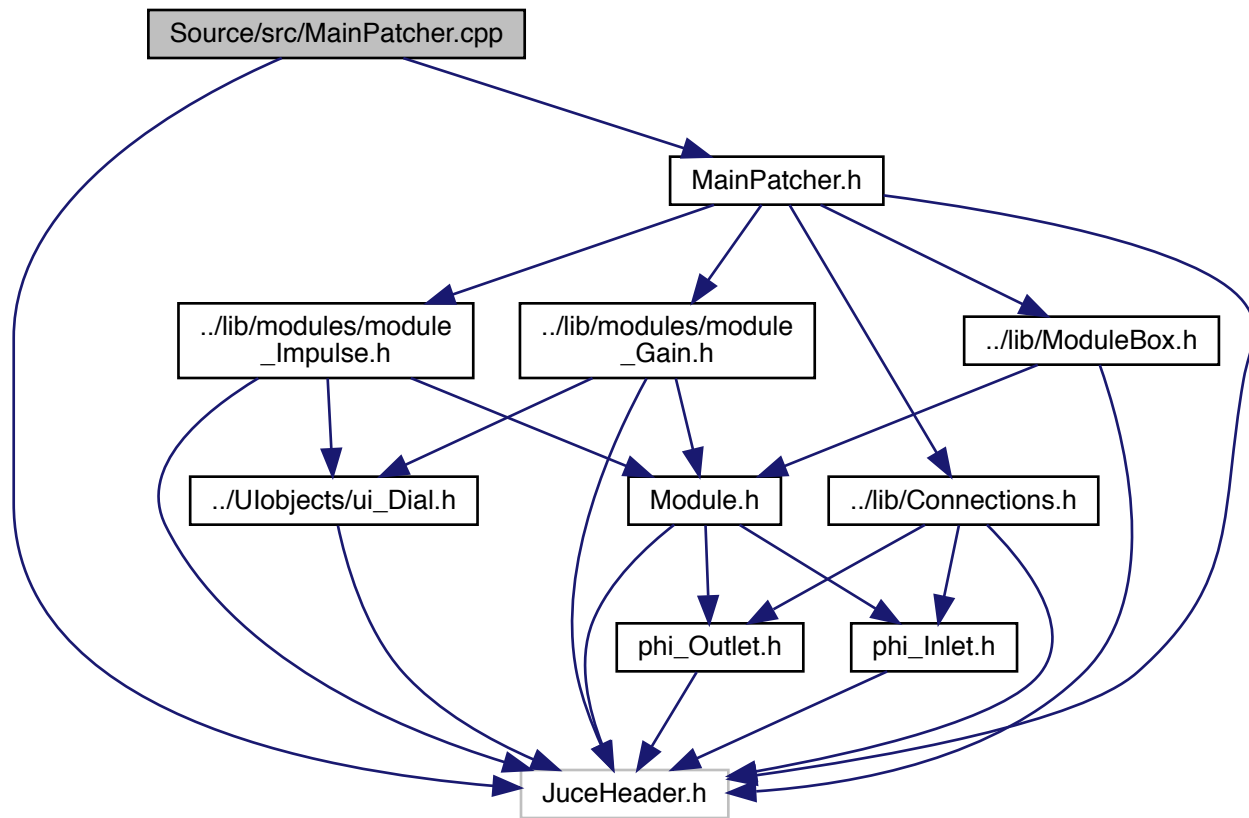 Source/src/MainPatcher.cpp
MainPatcher.h
../lib/modules/module
_Impulse.h
../lib/modules/module
_Gain.h
../lib/ModuleBox.h
../UIobjects/ui_Dial.h
Module.h
../lib/Connections.h
phi_Outlet.h
phi_Inlet.h
JuceHeader.h